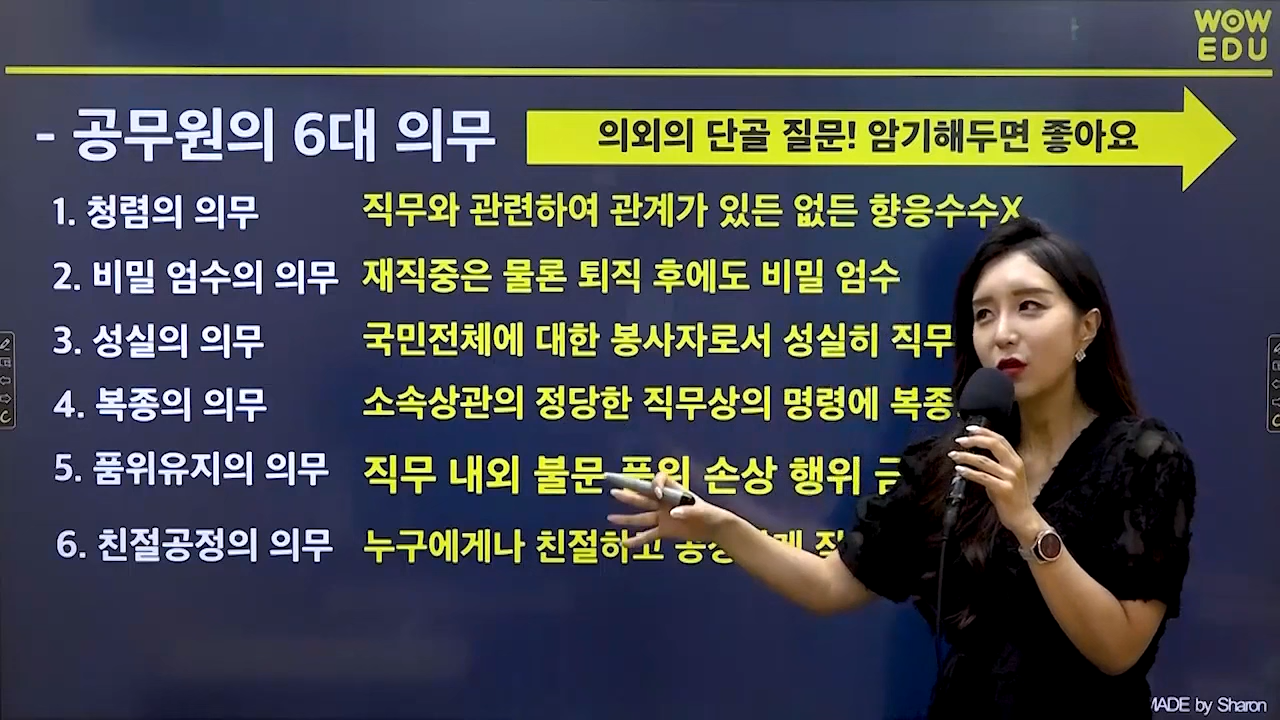 WOW
EDU
- 공무원의 6대 의무
의외의 단골 질문! 암기해두면 좋아요
1. 청렴의 의무 직무와 관련하여 관계가 있든 없든 향응수수X
2. 비밀 엄수의 의무 재직중은 물론 퇴직 후에도 비밀 엄수
3. 성실의 의무 국민전체에 대한 봉사자로서 성실히 직무
4. 복종의 의무 소속상관의 정당한 직무상의 명령에 복종
5. 품위유지의 의무 직무 내외 불문 품위 손상 행위
6. 친절공정의 의무 누구에게나 친절하고
MADE by Sharon